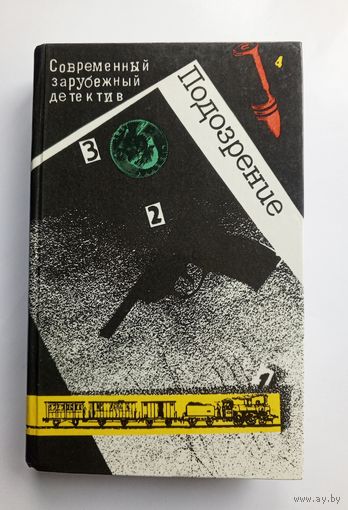 Современный
зарубежный
детектив
Подозрение
4
3
2
1
www.ay.by